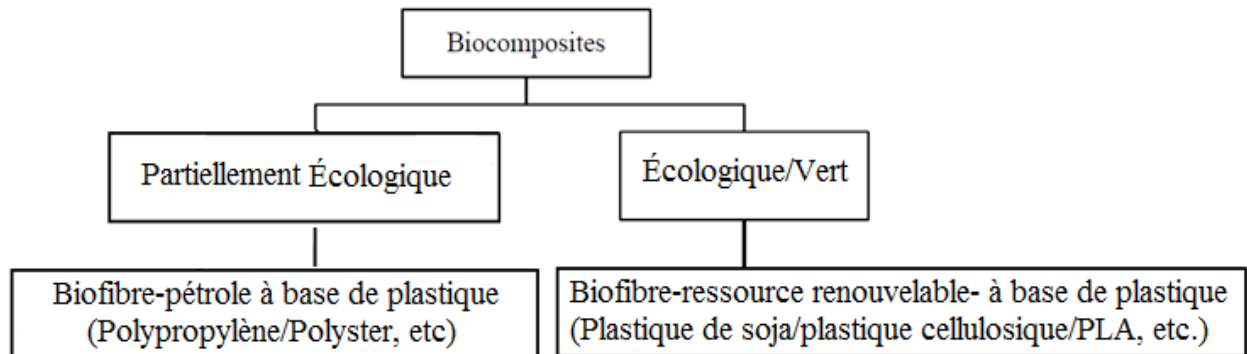 Biocomposites
Partiellement Écologique
Écologique/Vert
Biofibre-pétrole à base de plastique
(Polypropylène/Polyster, etc)
Biofibre-ressource renouvelable- à base de plastique
(Plastique de soja/plastique cellulosique/PLA, etc.)